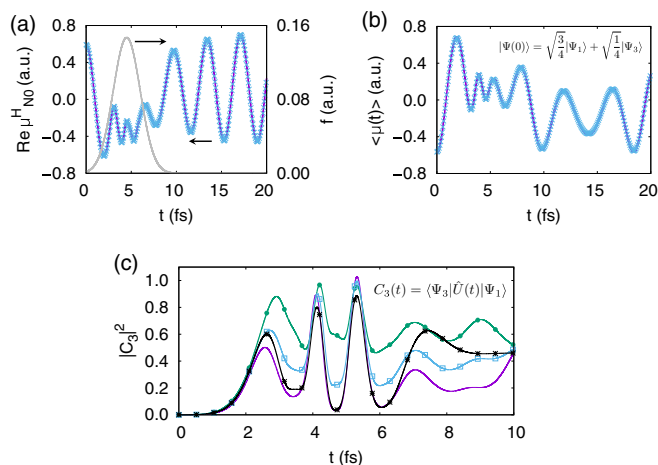 (a)
Re μ^H_N0 (a.u.)
0.8
0.4
0.0
−0.4
−0.8
0 5 10 15 20
t (fs)
0.16
0.08
0.00
f (a.u.)
(b)
|Ψ(0)⟩ = √(3/4)|Ψ₁⟩ + √(1/4)|Ψ₃⟩
<μ(t)> (a.u.)
0.8
0.4
0.0
−0.4
−0.8
0 5 10 15 20
t (fs)
(c)
C₃(t) = ⟨Ψ₃|Û(t)|Ψ₁⟩
|C₃|²
1.0
0.8
0.6
0.4
0.2
0.0
0 2 4 6 8 10
t (fs)